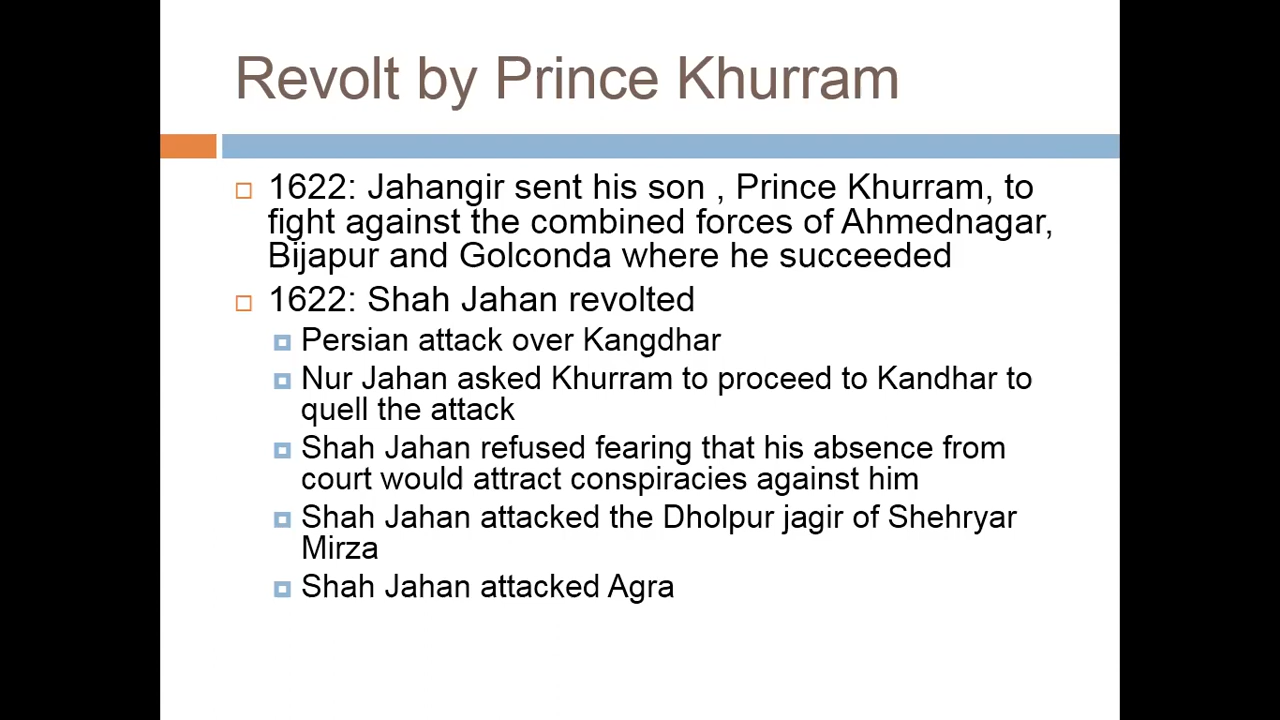 Revolt by Prince Khurram
1622: Jahangir sent his son , Prince Khurram, to
fight against the combined forces of Ahmednagar,
Bijapur and Golconda where he succeeded
1622: Shah Jahan revolted
Persian attack over Kangdhar
Nur Jahan asked Khurram to proceed to Kandhar to
quell the attack
Shah Jahan refused fearing that his absence from
court would attract conspiracies against him
Shah Jahan attacked the Dholpur jagir of Shehryar
Mirza
Shah Jahan attacked Agra